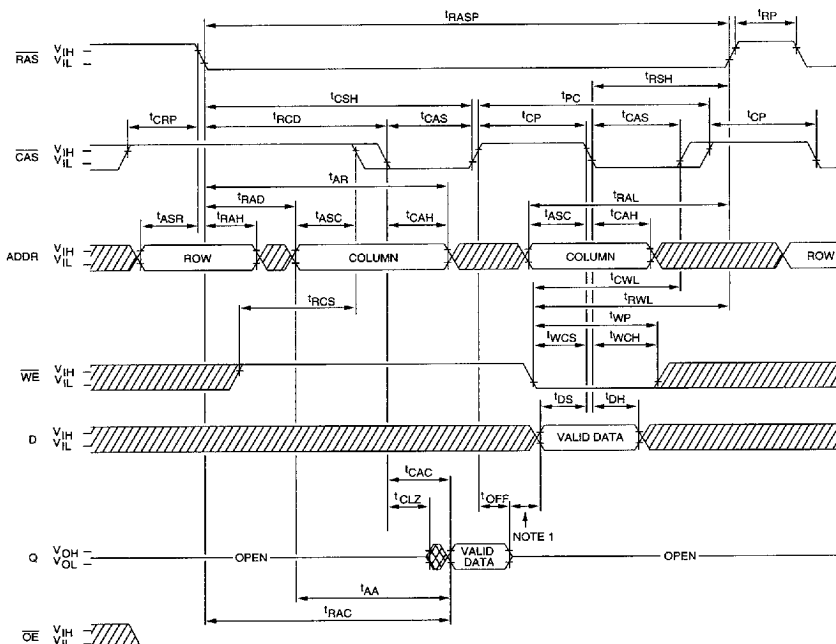 tRASP
tRP
RAS VIH
VIL
tRSH
tCSH
tPC
tCRP
tRCD
tCAS
tCP
tCAS
tCP
CAS VIH
VIL
tAR
tRAD
tRAL
tASR
tRAH
tASC
tCAH
tASC
tCAH
ADDR VIH
VIL
ROW
COLUMN
COLUMN
ROW
tCWL
tRCS
tRWL
tWP
tWCS
tWCH
WE VIH
VIL
tDS
tDH
D VIH
VIL
VALID DATA
tCAC
tCLZ
tOFF
NOTE 1
Q VOH
VOL
OPEN
VALID
DATA
OPEN
tAA
tRAC
OE VIH
VIL